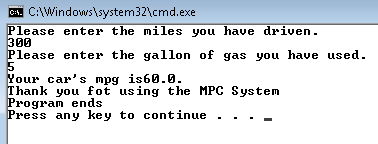 C:\Windows\system32\cmd.exe
Please enter the miles you have driven.
300
Please enter the gallon of gas you have used.
5
Your car's mpg is60.0.
Thank you fot using the MPC System
Program ends
Press any key to continue . . .